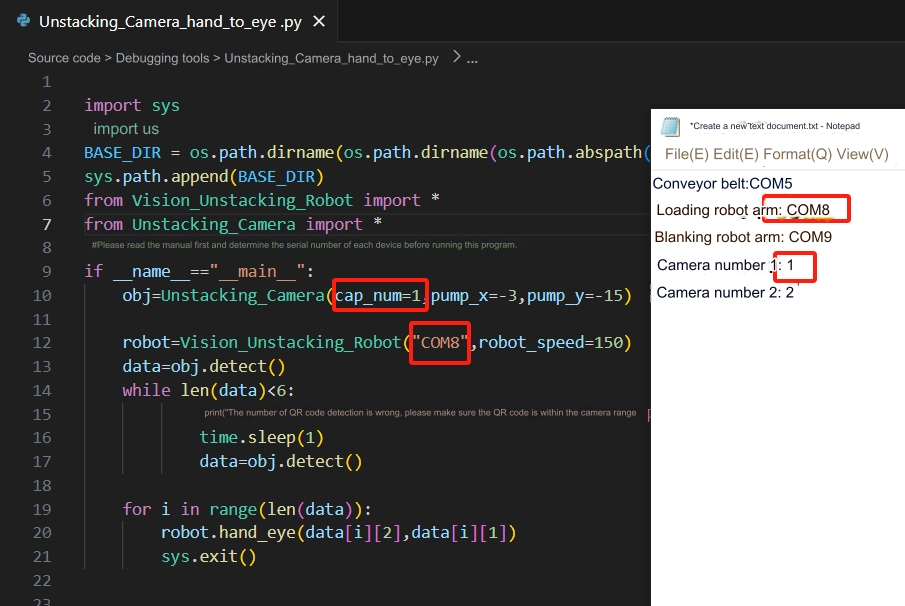 Unstacking_Camera_hand_to_eye .py ✕
Source code > Debugging tools > Unstacking_Camera_hand_to_eye.py > ...
1
2 import sys
3 import us
4 BASE_DIR = os.path.dirname(os.path.dirname(os.path.abspath(
5 sys.path.append(BASE_DIR)
6 from Vision_Unstacking_Robot import *
7 from Unstacking_Camera import *
8 #Please read the manual first and determine the serial number of each device before running this program.
9 if __name__=="__main__":
10 obj=Unstacking_Camera(cap_num=1,pump_x=-3,pump_y=-15)
11
12 robot=Vision_Unstacking_Robot("COM8",robot_speed=150)
13 data=obj.detect()
14 while len(data)<6:
15 print("The number of QR code detection is wrong, please make sure the QR code is within the camera range
16 time.sleep(1)
17 data=obj.detect()
18
19 for i in range(len(data)):
20 robot.hand_eye(data[i][2],data[i][1])
21 sys.exit()
22
23
*Create a new text document.txt - Notepad
File(E) Edit(E) Format(Q) View(V)
Conveyor belt:COM5
Loading robot arm: COM8
Blanking robot arm: COM9
Camera number 1: 1
Camera number 2: 2